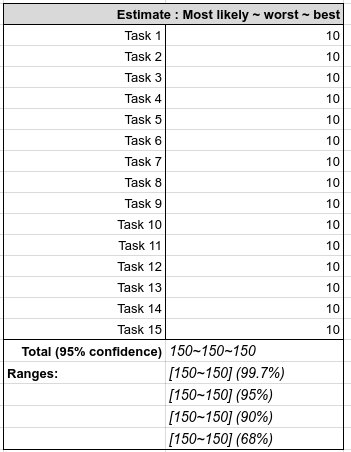 Estimate : Most likely ~ worst ~ best
Task 1 10
Task 2 10
Task 3 10
Task 4 10
Task 5 10
Task 6 10
Task 7 10
Task 8 10
Task 9 10
Task 10 10
Task 11 10
Task 12 10
Task 13 10
Task 14 10
Task 15 10
Total (95% confidence) 150~150~150
Ranges: [150~150] (99.7%)
[150~150] (95%)
[150~150] (90%)
[150~150] (68%)